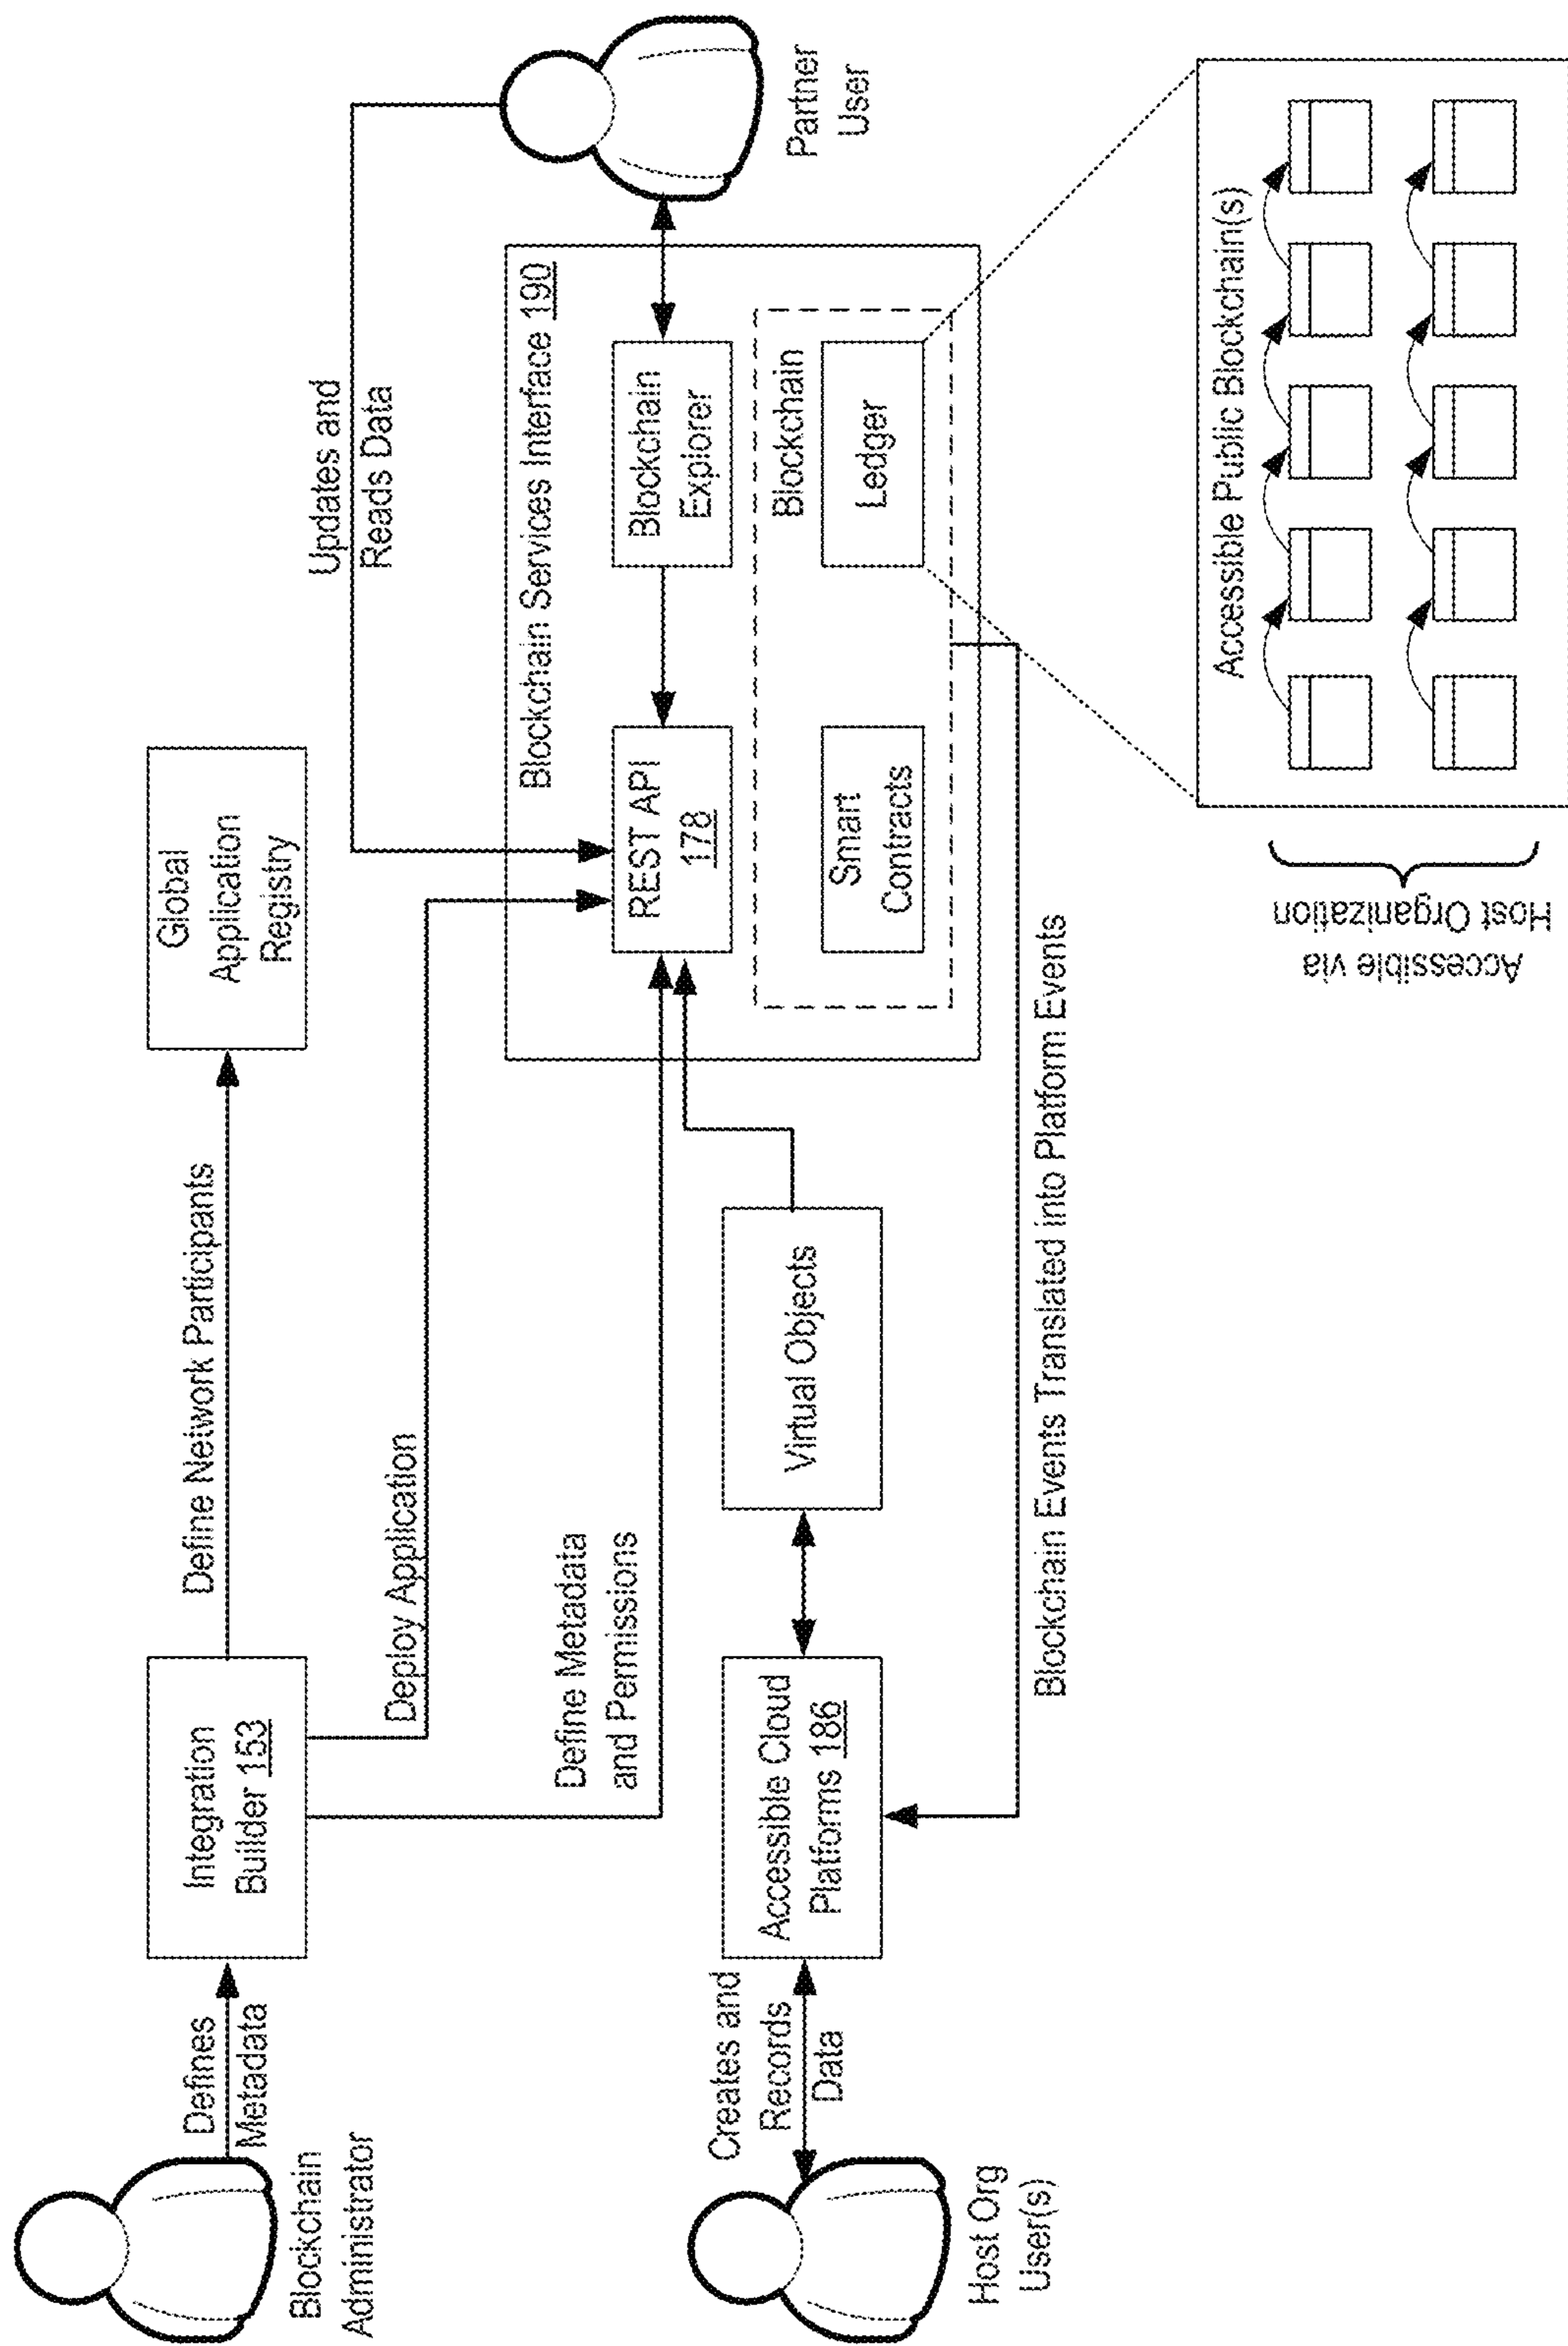 Blockchain
Administrator
Defines
Metadata
Integration
Builder 153
Define Network Participants
Global
Application
Registry
Deploy Application
Define Metadata
and Permissions
Updates and
Reads Data
Partner
User
Blockchain Services Interface 190
REST API
178
Blockchain
Explorer
Blockchain
Smart
Contracts
Ledger
Host Org
User(s)
Creates and
Records
Data
Accessible Cloud
Platforms 186
Virtual Objects
Blockchain Events Translated into Platform Events
Accessible via
Host Organization
Accessible Public Blockchain(s)